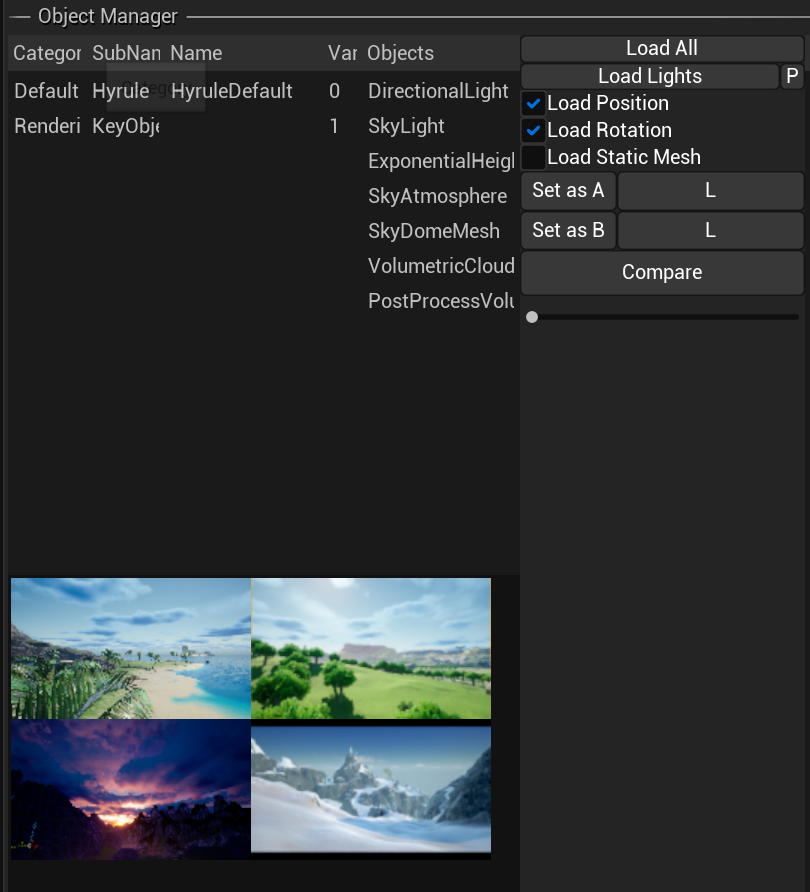 Object Manager
Categor SubNan Name Var Objects
Default Hyrule HyruleDefault 0 DirectionalLight
Renderi KeyObje 1 SkyLight
ExponentialHeigl
SkyAtmosphere
SkyDomeMesh
VolumetricCloud
PostProcessVolu
Load All
Load Lights P
Load Position
Load Rotation
Load Static Mesh
Set as A L
Set as B L
Compare